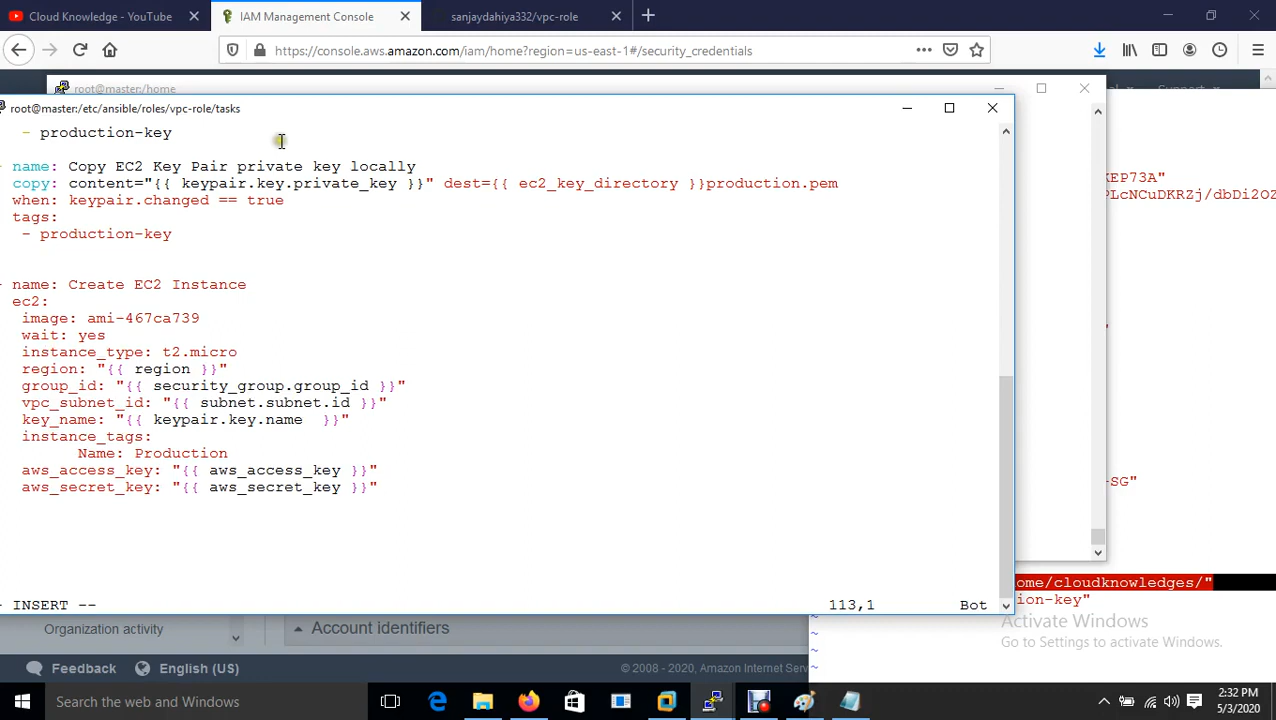 Cloud Knowledge - YouTube
IAM Management Console
sanjaydahiya332/vpc-role
https://console.aws.amazon.com/iam/home?region=us-east-1#/security_credentials
root@master:/home
root@master:/etc/ansible/roles/vpc-role/tasks
- production-key
KEP73A"
- name: Copy EC2 Key Pair private key locally
copy: content="{{ keypair.key.private_key }}" dest={{ ec2_key_directory }}production.pem
PLcNCuDKRZj/dbDi2OZ
when: keypair.changed == true
tags:
- production-key
- name: Create EC2 Instance
ec2:
image: ami-467ca739
wait: yes
instance_type: t2.micro
region: "{{ region }}"
group_id: "{{ security_group.group_id }}"
vpc_subnet_id: "{{ subnet.subnet.id }}"
key_name: "{{ keypair.key.name  }}"
instance_tags:
Name: Production
aws_access_key: "{{ aws_access_key }}"
aws_secret_key: "{{ aws_secret_key }}"
-SG"
home/cloudknowledges/"
ion-key"
- INSERT --
113,1
Bot
~
~
~
~
Activate Windows
Go to Settings to activate Windows.
Organization activity
Account identifiers
Feedback
English (US)
© 2008 - 2020, Amazon Internet Serv
Search the web and Windows
2:32 PM
5/3/2020